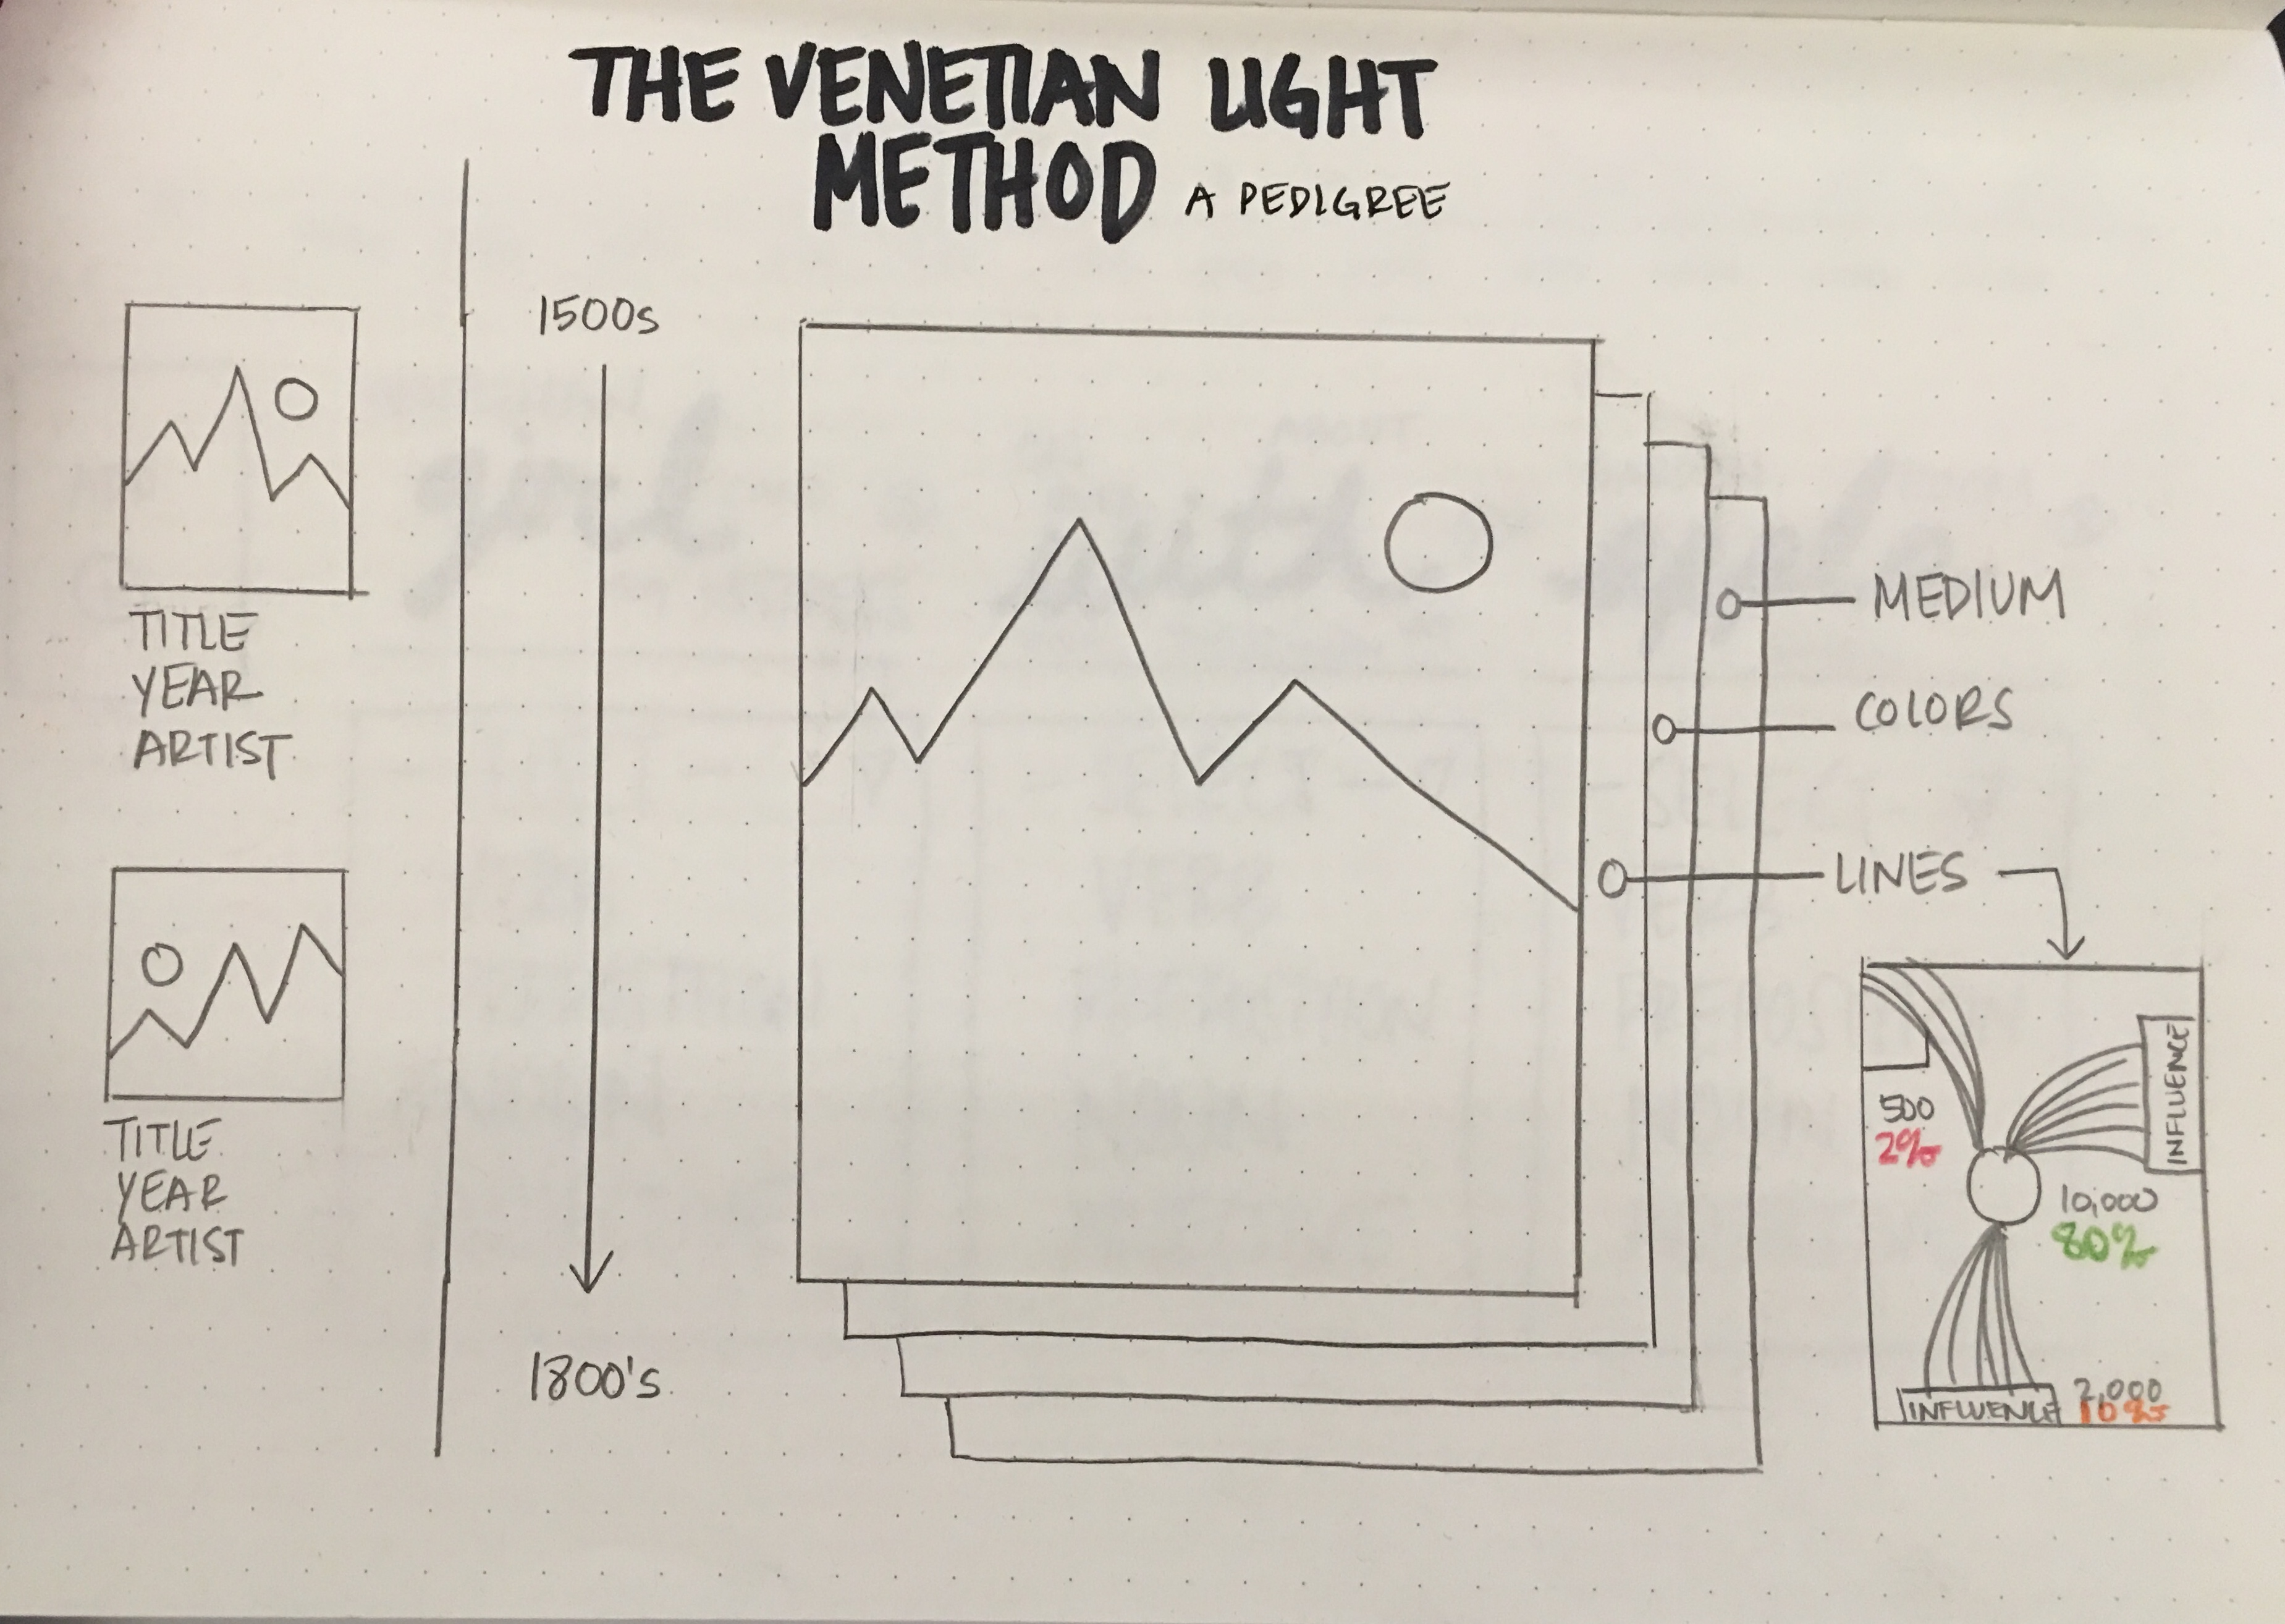 THE VENETIAN LIGHT
METHOD A PEDIGREE
TITLE
YEAR
ARTIST
TITLE
YEAR
ARTIST
1500s
1800's
MEDIUM
COLORS
LINES
500
2%
INFLUENCE
10,000
80%
INFLUENCE
2,000
10%